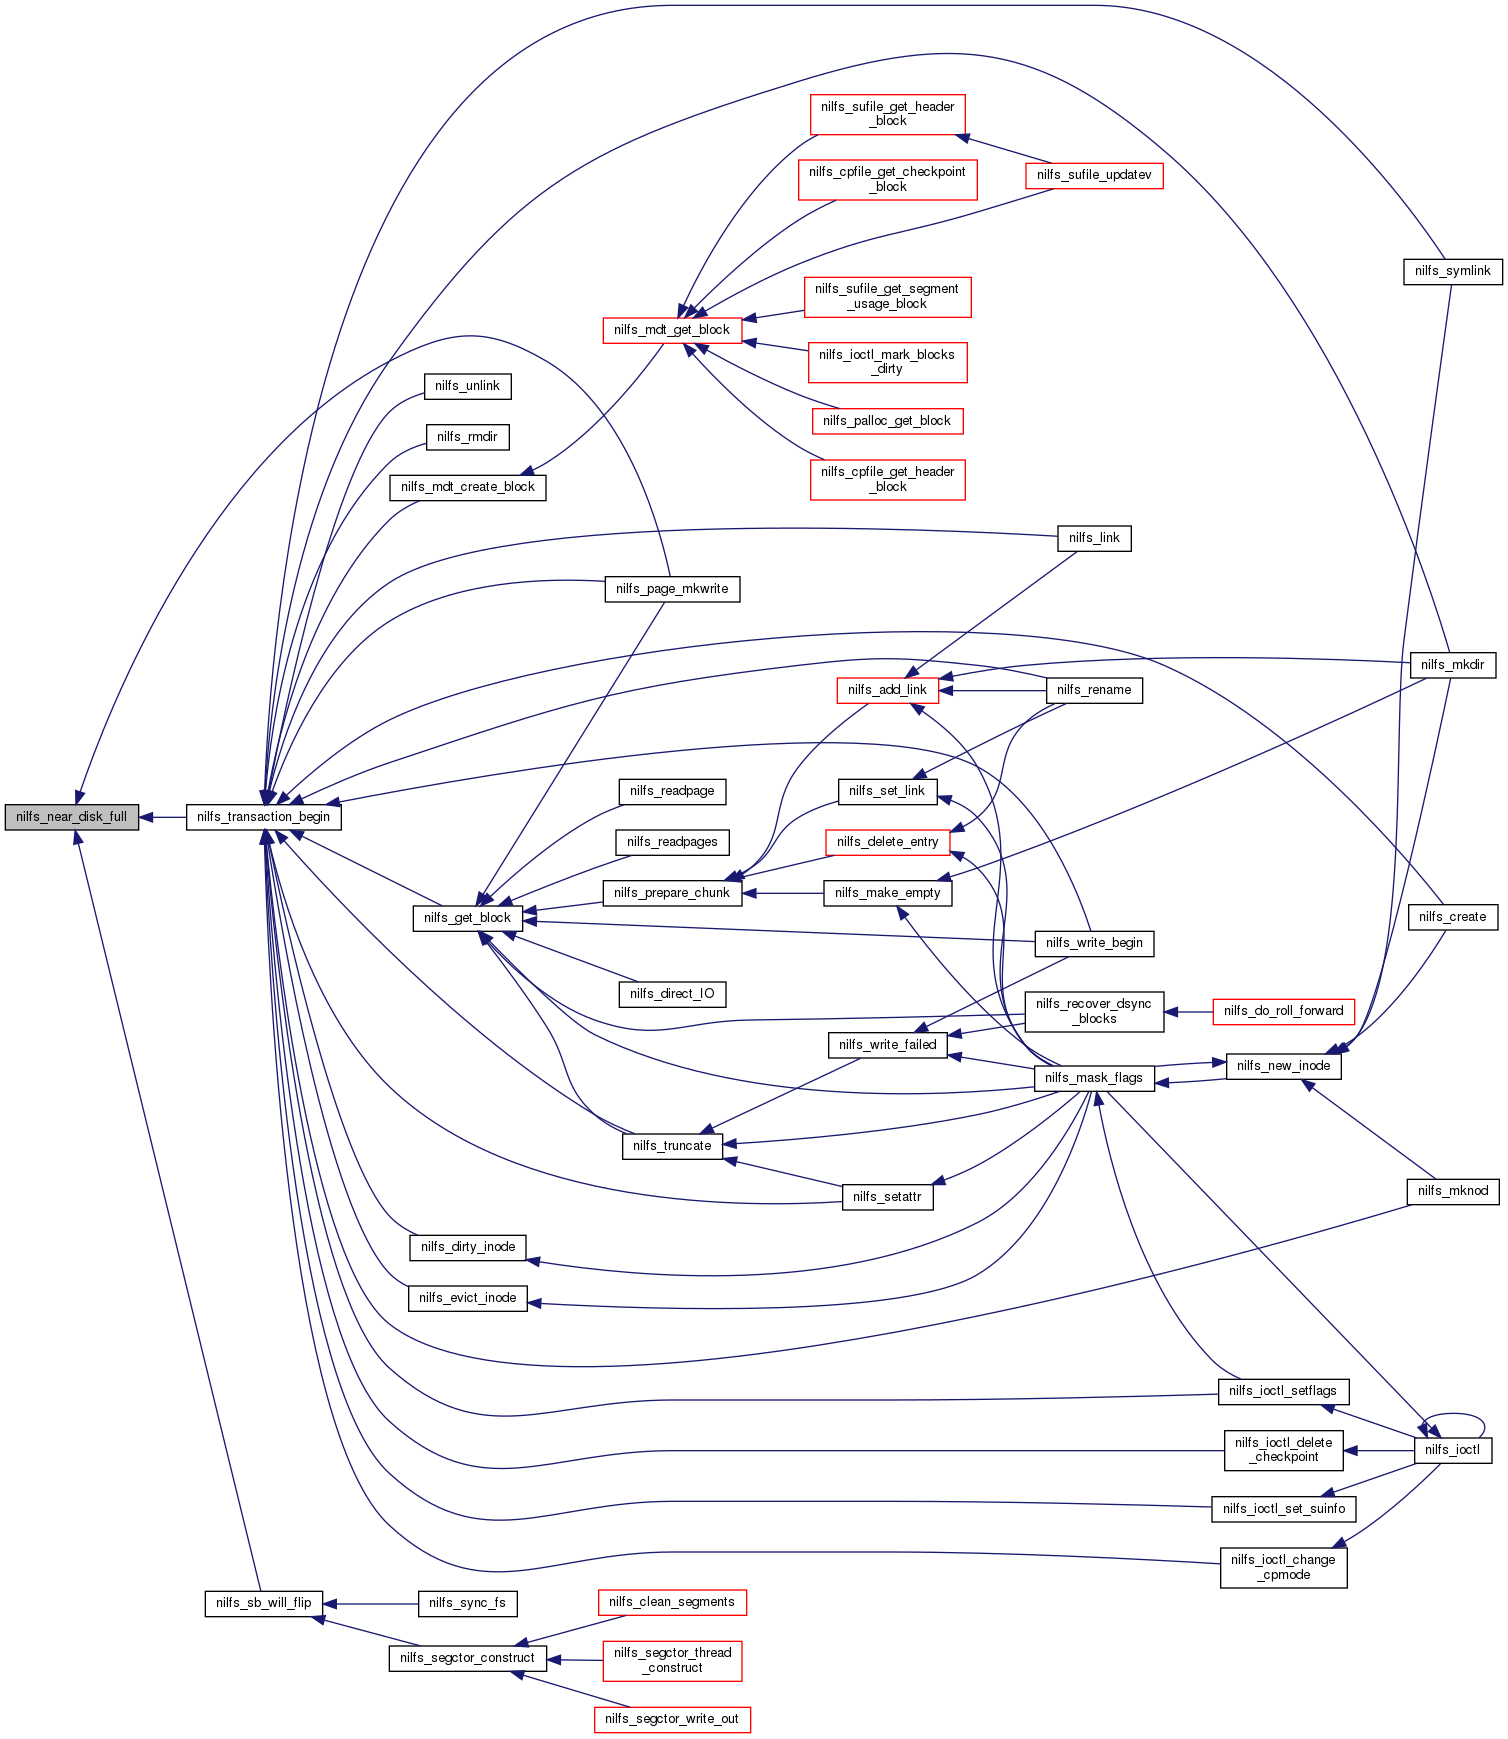 nilfs_sufile_get_header
_block
nilfs_cpfile_get_checkpoint
_block
nilfs_sufile_updatev
nilfs_symlink
nilfs_sufile_get_segment
_usage_block
nilfs_mdt_get_block
nilfs_ioctl_mark_blocks
_dirty
nilfs_unlink
nilfs_palloc_get_block
nilfs_rmdir
nilfs_cpfile_get_header
_block
nilfs_mdt_create_block
nilfs_link
nilfs_page_mkwrite
nilfs_mkdir
nilfs_add_link
nilfs_rename
nilfs_readpage
nilfs_set_link
nilfs_near_disk_full
nilfs_transaction_begin
nilfs_readpages
nilfs_delete_entry
nilfs_prepare_chunk
nilfs_make_empty
nilfs_get_block
nilfs_create
nilfs_write_begin
nilfs_direct_IO
nilfs_recover_dsync
_blocks
nilfs_do_roll_forward
nilfs_write_failed
nilfs_new_inode
nilfs_mask_flags
nilfs_truncate
nilfs_setattr
nilfs_mknod
nilfs_dirty_inode
nilfs_evict_inode
nilfs_ioctl_setflags
nilfs_ioctl_delete
_checkpoint
nilfs_ioctl
nilfs_ioctl_set_suinfo
nilfs_ioctl_change
_cpmode
nilfs_sb_will_flip
nilfs_sync_fs
nilfs_clean_segments
nilfs_segctor_construct
nilfs_segctor_thread
_construct
nilfs_segctor_write_out